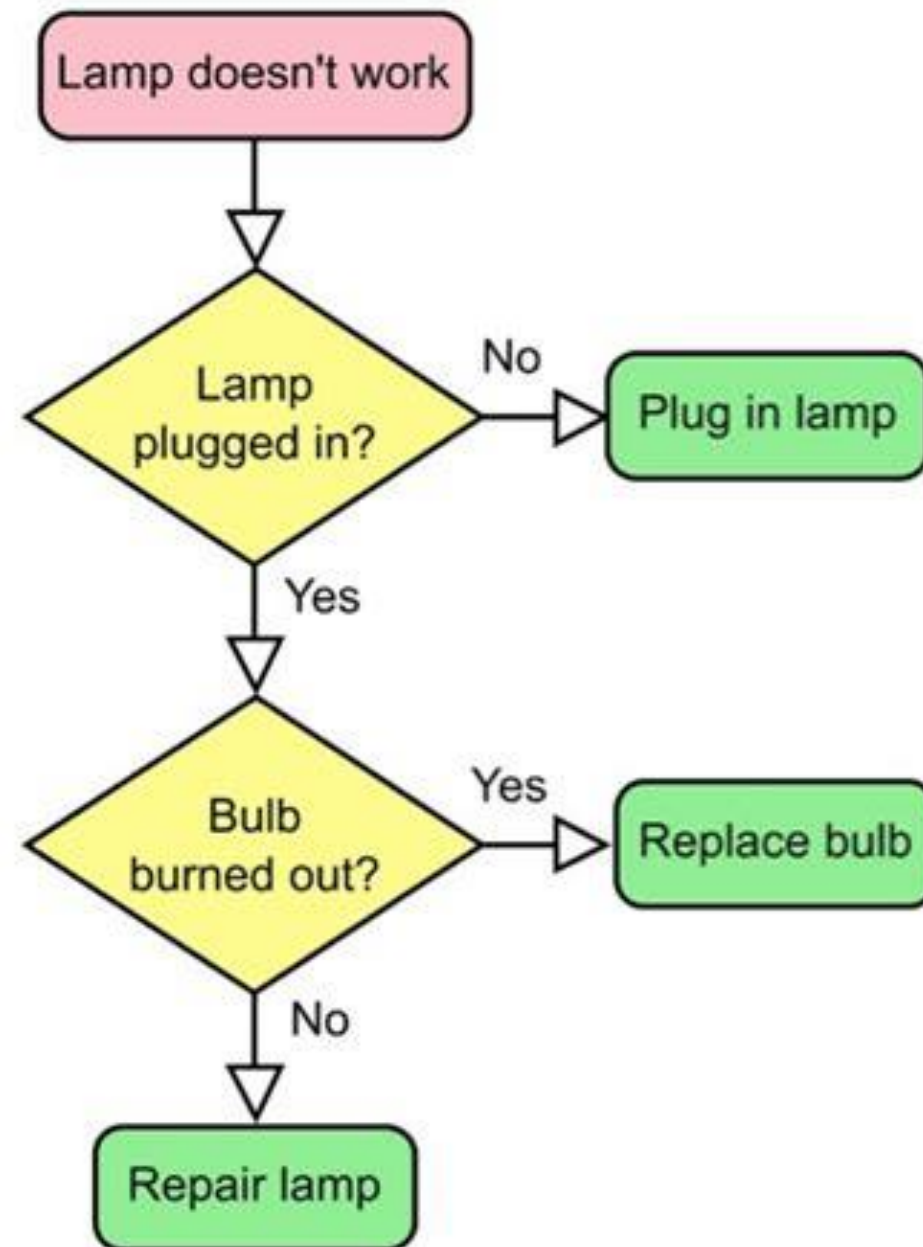 Lamp doesn't work
Lamp
plugged in?
No
Plug in lamp
Yes
Bulb
burned out?
Yes
Replace bulb
No
Repair lamp